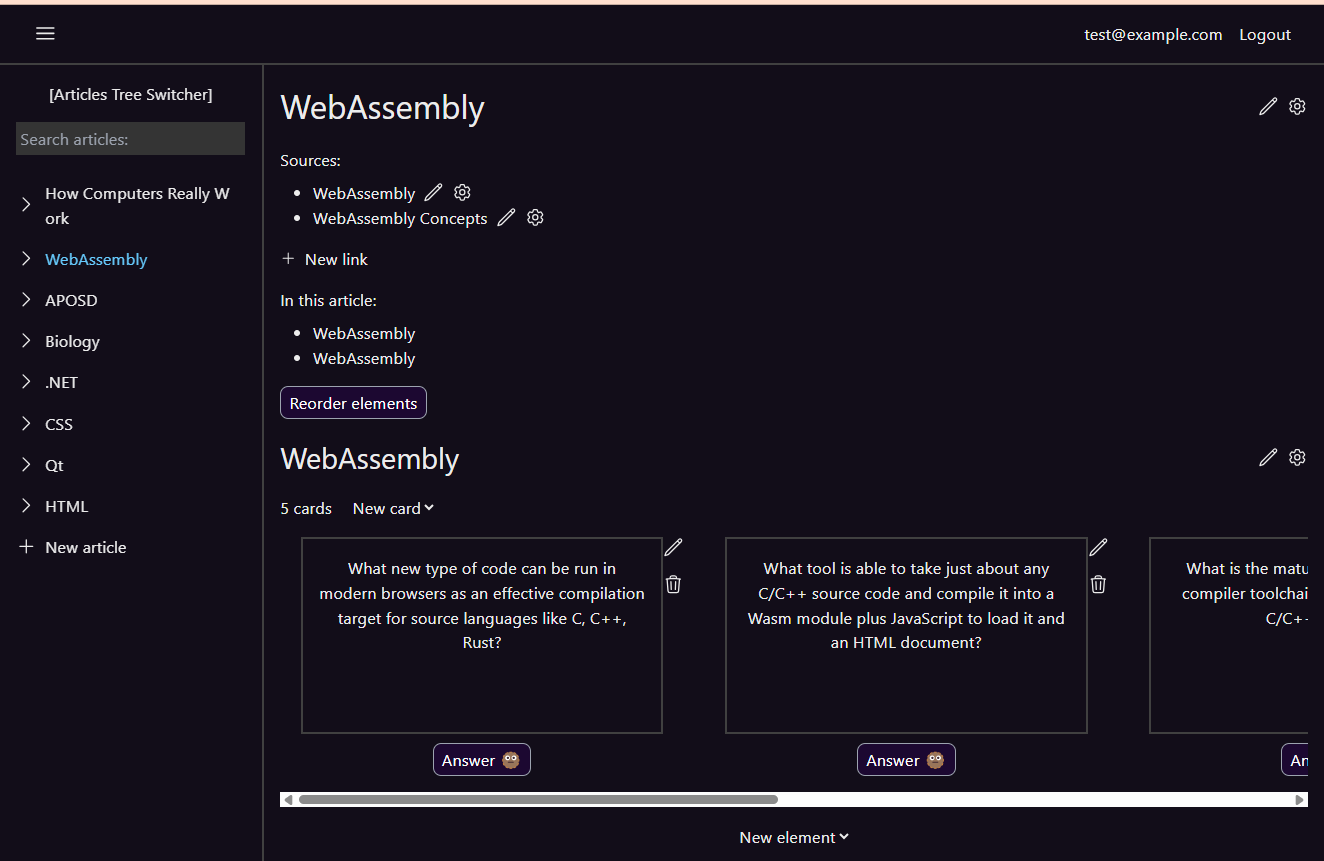 test@example.com Logout
[Articles Tree Switcher]
Search articles:
How Computers Really W
ork
WebAssembly
APOSD
Biology
.NET
CSS
Qt
HTML
New article
WebAssembly
Sources:
WebAssembly
WebAssembly Concepts
New link
In this article:
WebAssembly
WebAssembly
Reorder elements
WebAssembly
5 cards New card
What new type of code can be run in
modern browsers as an effective compilation
target for source languages like C, C++,
Rust?
Answer
What tool is able to take just about any
C/C++ source code and compile it into a
Wasm module plus JavaScript to load it and
an HTML document?
Answer
What is the matu
compiler toolchai
C/C+
An
New element